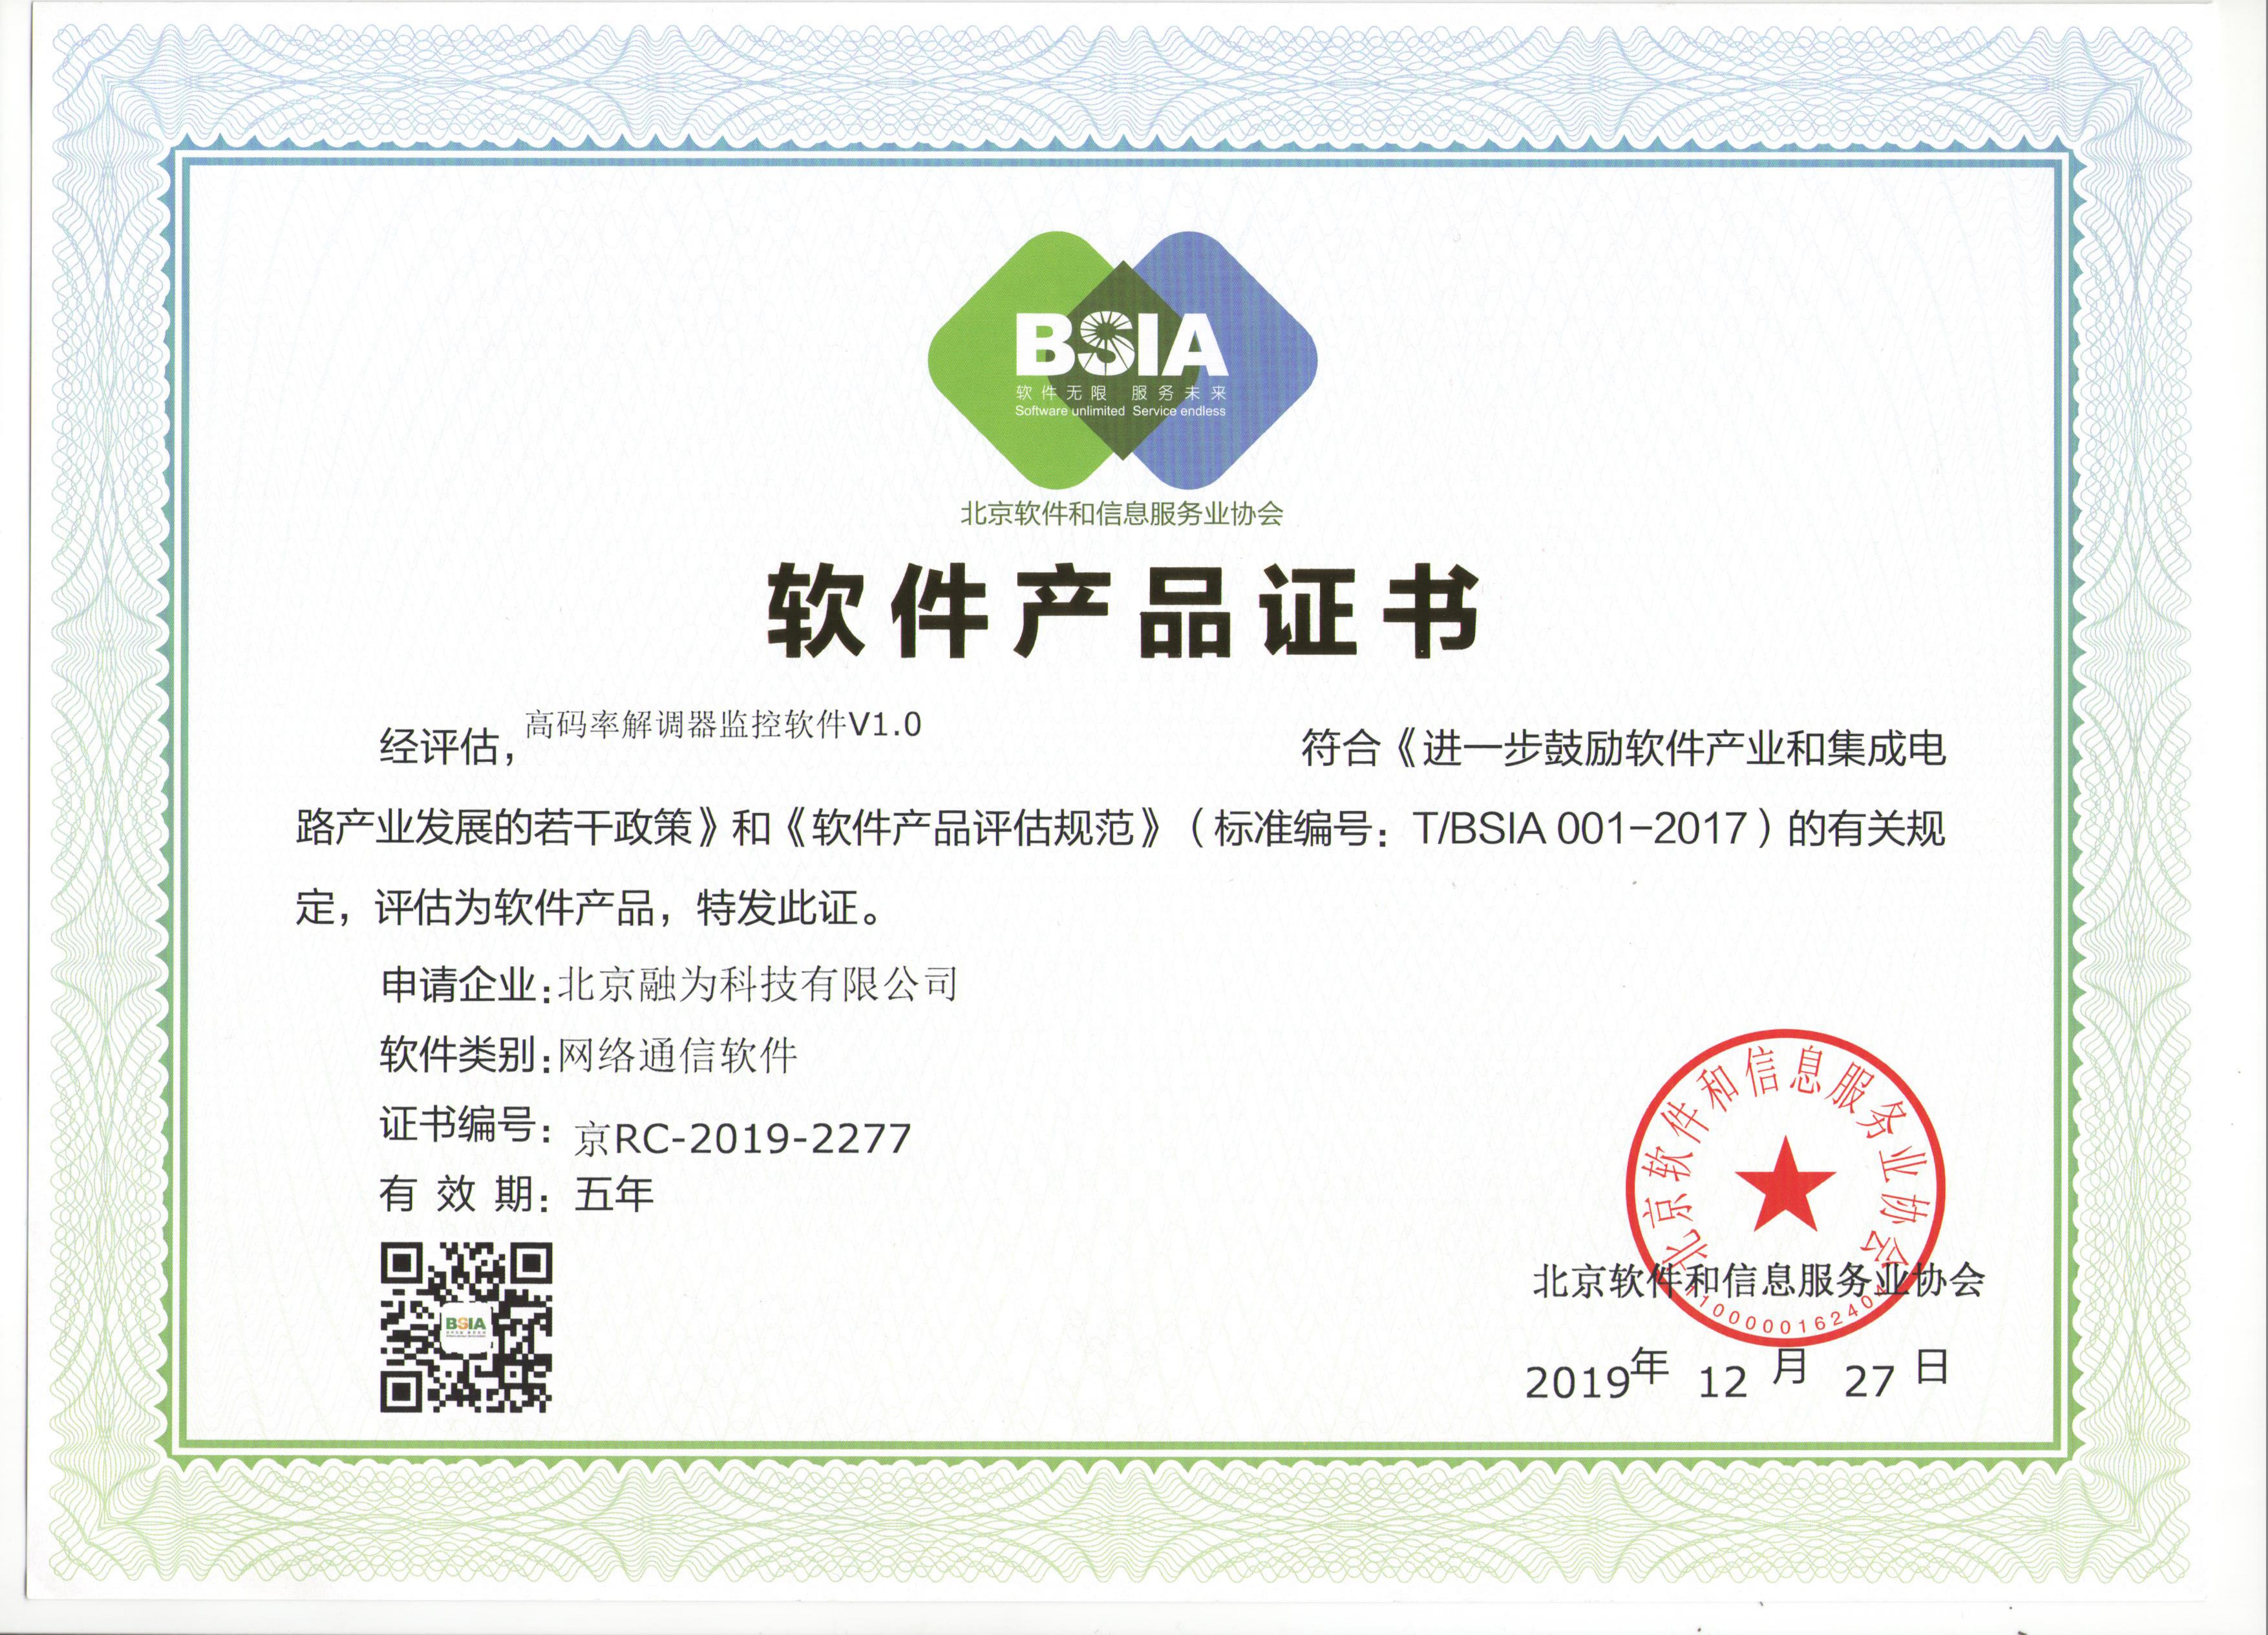 BSIA
软件无限 服务未来
Software unlimited Service endless
北京软件和信息服务业协会
软件产品证书
经评估，高码率解调器监控软件V1.0 符合《进一步鼓励软件产业和集成电
路产业发展的若干政策》和《软件产品评估规范》（标准编号：T/BSIA 001-2017）的有关规
定，评估为软件产品，特发此证。
申请企业:北京融为科技有限公司
软件类别:网络通信软件
证书编号：京RC-2019-2277
有效期：五年
BSIA
北京软件和信息服务业协会
北京软件和信息服务业协会
2019年 12 月 27 日